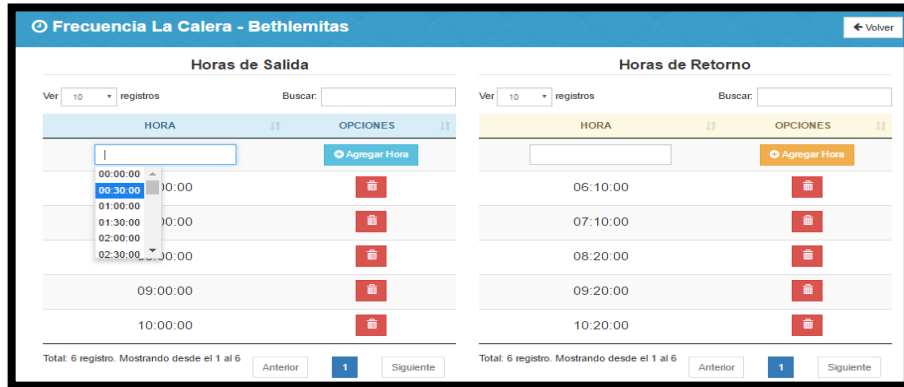 Frecuencia La Calera - Bethlemitas
Volver
Horas de Salida
Ver 10 registros Buscar:
HORA OPCIONES
Agregar Hora
00:00:00
00:30:00
01:00:00
01:30:00
02:00:00
02:30:00
09:00:00
10:00:00
Total: 6 registro. Mostrando desde el 1 al 6
Anterior 1 Siguiente
Horas de Retorno
Ver 10 registros Buscar:
HORA OPCIONES
Agregar Hora
06:10:00
07:10:00
08:20:00
09:20:00
10:20:00
Total: 6 registro. Mostrando desde el 1 al 6
Anterior 1 Siguiente